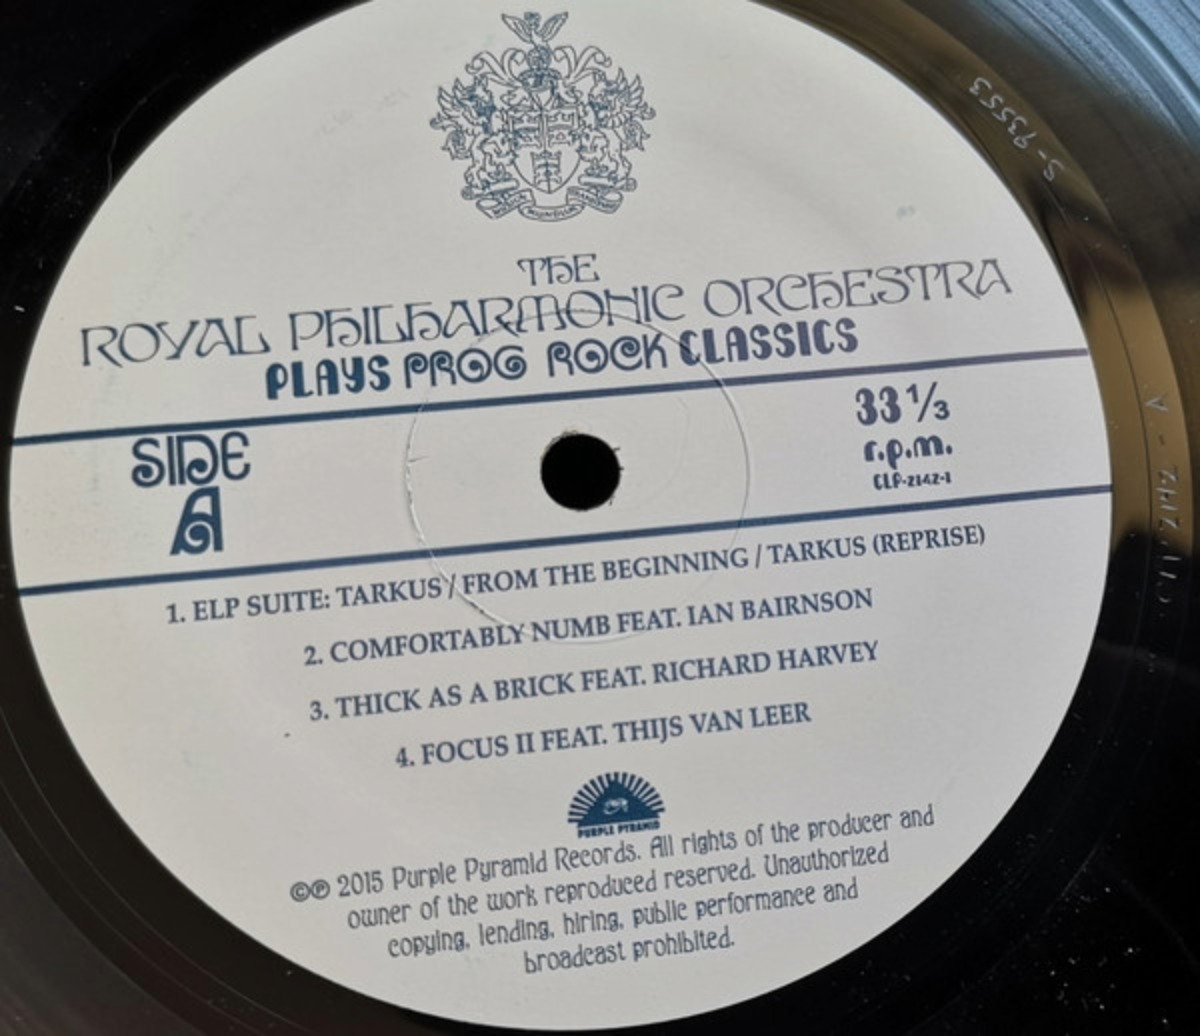 THE
ROYAL PHILHARMONIC ORCHESTRA
PLAYS PROG ROCK CLASSICS
SIDE
A
33 1/3
r.p.m.
CLP-2142-1
1. ELP SUITE: TARKUS / FROM THE BEGINNING / TARKUS (REPRISE)
2. COMFORTABLY NUMB FEAT. IAN BAIRNSON
3. THICK AS A BRICK FEAT. RICHARD HARVEY
4. FOCUS II FEAT. THIJS VAN LEER
PURPLE PYRAMID
©℗ 2015 Purple Pyramid Records. All rights of the producer and
owner of the work reproduced reserved. Unauthorized
copying, lending, hiring, public performance and
broadcast prohibited.
S-93553